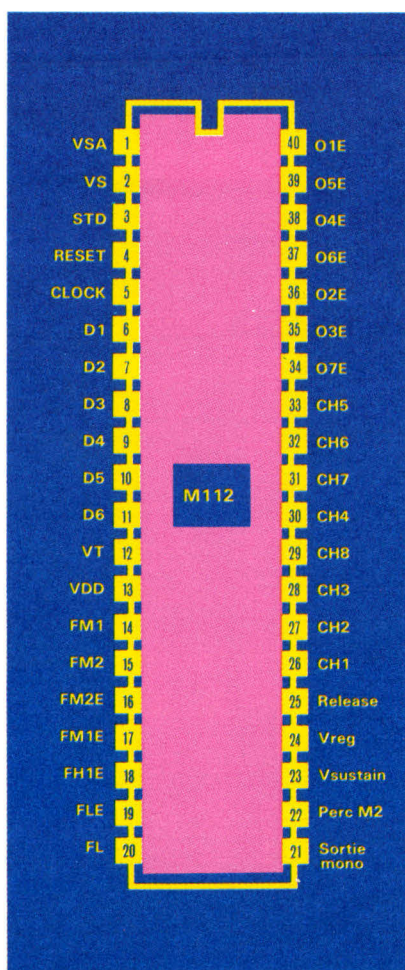 VSA 1 40 O1E
VS 2 39 O5E
STD 3 38 O4E
RESET 4 37 O6E
CLOCK 5 36 O2E
D1 6 35 O3E
D2 7 34 O7E
D3 8 33 CH5
D4 9 32 CH6
D5 10 31 CH7
M112
D6 11 30 CH4
VT 12 29 CH8
VDD 13 28 CH3
FM1 14 27 CH2
FM2 15 26 CH1
FM2E 16 25 Release
FM1E 17 24 Vreg
FH1E 18 23 Vsustain
FLE 19 22 Perc M2
FL 20 21 Sortie
mono